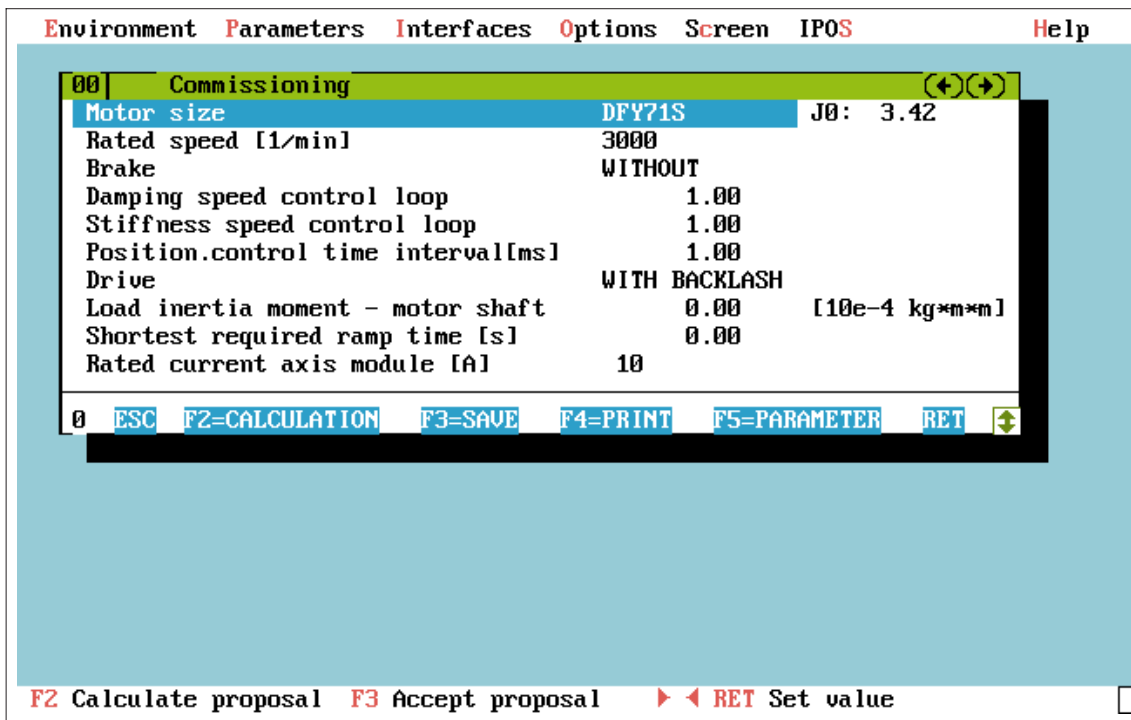 Environment Parameters Interfaces Options Screen IPOS Help
00 Commissioning (←)(→)
Motor size DFY71S J0: 3.42
Rated speed [1/min] 3000
Brake WITHOUT
Damping speed control loop 1.00
Stiffness speed control loop 1.00
Position.control time interval[ms] 1.00
Drive WITH BACKLASH
Load inertia moment - motor shaft 0.00 [10e-4 kg*m*m]
Shortest required ramp time [s] 0.00
Rated current axis module [A] 10
0 ESC F2=CALCULATION F3=SAVE F4=PRINT F5=PARAMETER RET
F2 Calculate proposal F3 Accept proposal ► ◄ RET Set value